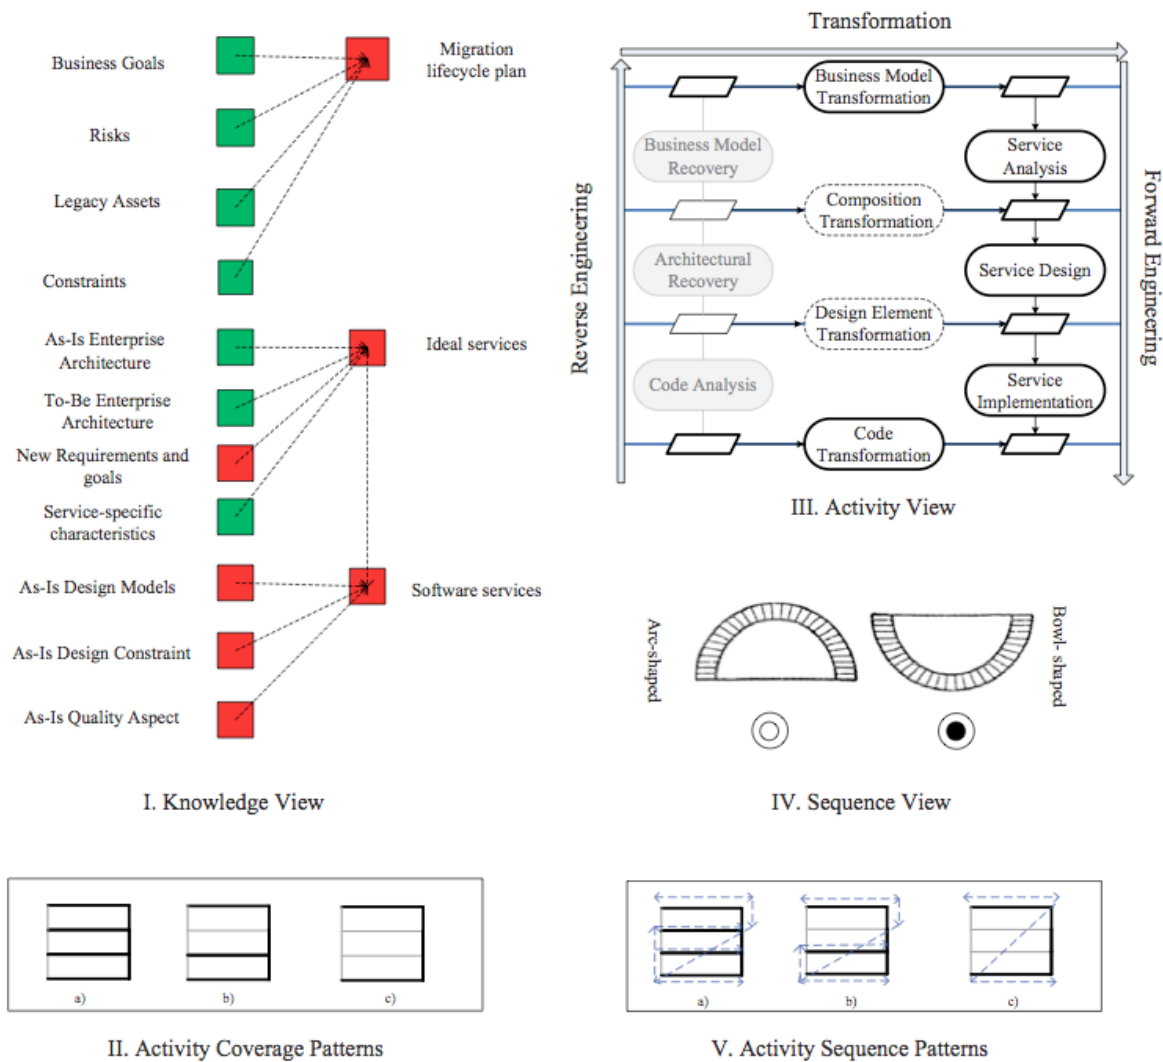 Business Goals
Migration
lifecycle plan
Risks
Legacy Assets
Constraints
As-Is Enterprise
Architecture
Ideal services
To-Be Enterprise
Architecture
New Requirements and
goals
Service-specific
characteristics
As-Is Design Models
Software services
As-Is Design Constraint
As-Is Quality Aspect
I. Knowledge View
Transformation
Reverse Engineering
Forward Engineering
Business Model
Transformation
Business Model
Recovery
Service
Analysis
Composition
Transformation
Architectural
Recovery
Service Design
Design Element
Transformation
Code Analysis
Service
Implementation
Code
Transformation
III. Activity View
Arc-shaped
Bowl- shaped
IV. Sequence View
a)
b)
c)
II. Activity Coverage Patterns
a)
b)
c)
V. Activity Sequence Patterns